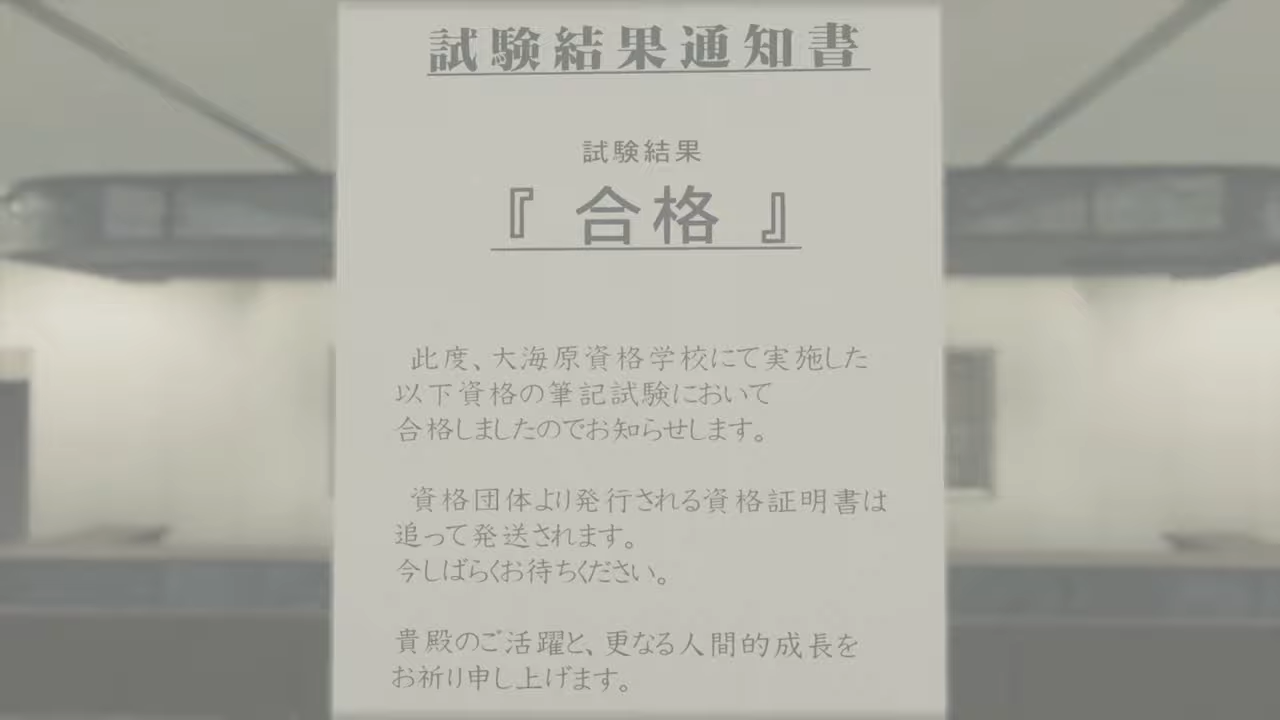 試験結果通知書
試験結果
『 合格 』
此度、大海原資格学校にて実施した
以下資格の筆記試験において
合格しましたのでお知らせします。
資格団体より発行される資格証明書は
追って発送されます。
今しばらくお待ちください。
貴殿のご活躍と、更なる人間的成長を
お祈り申し上げます。